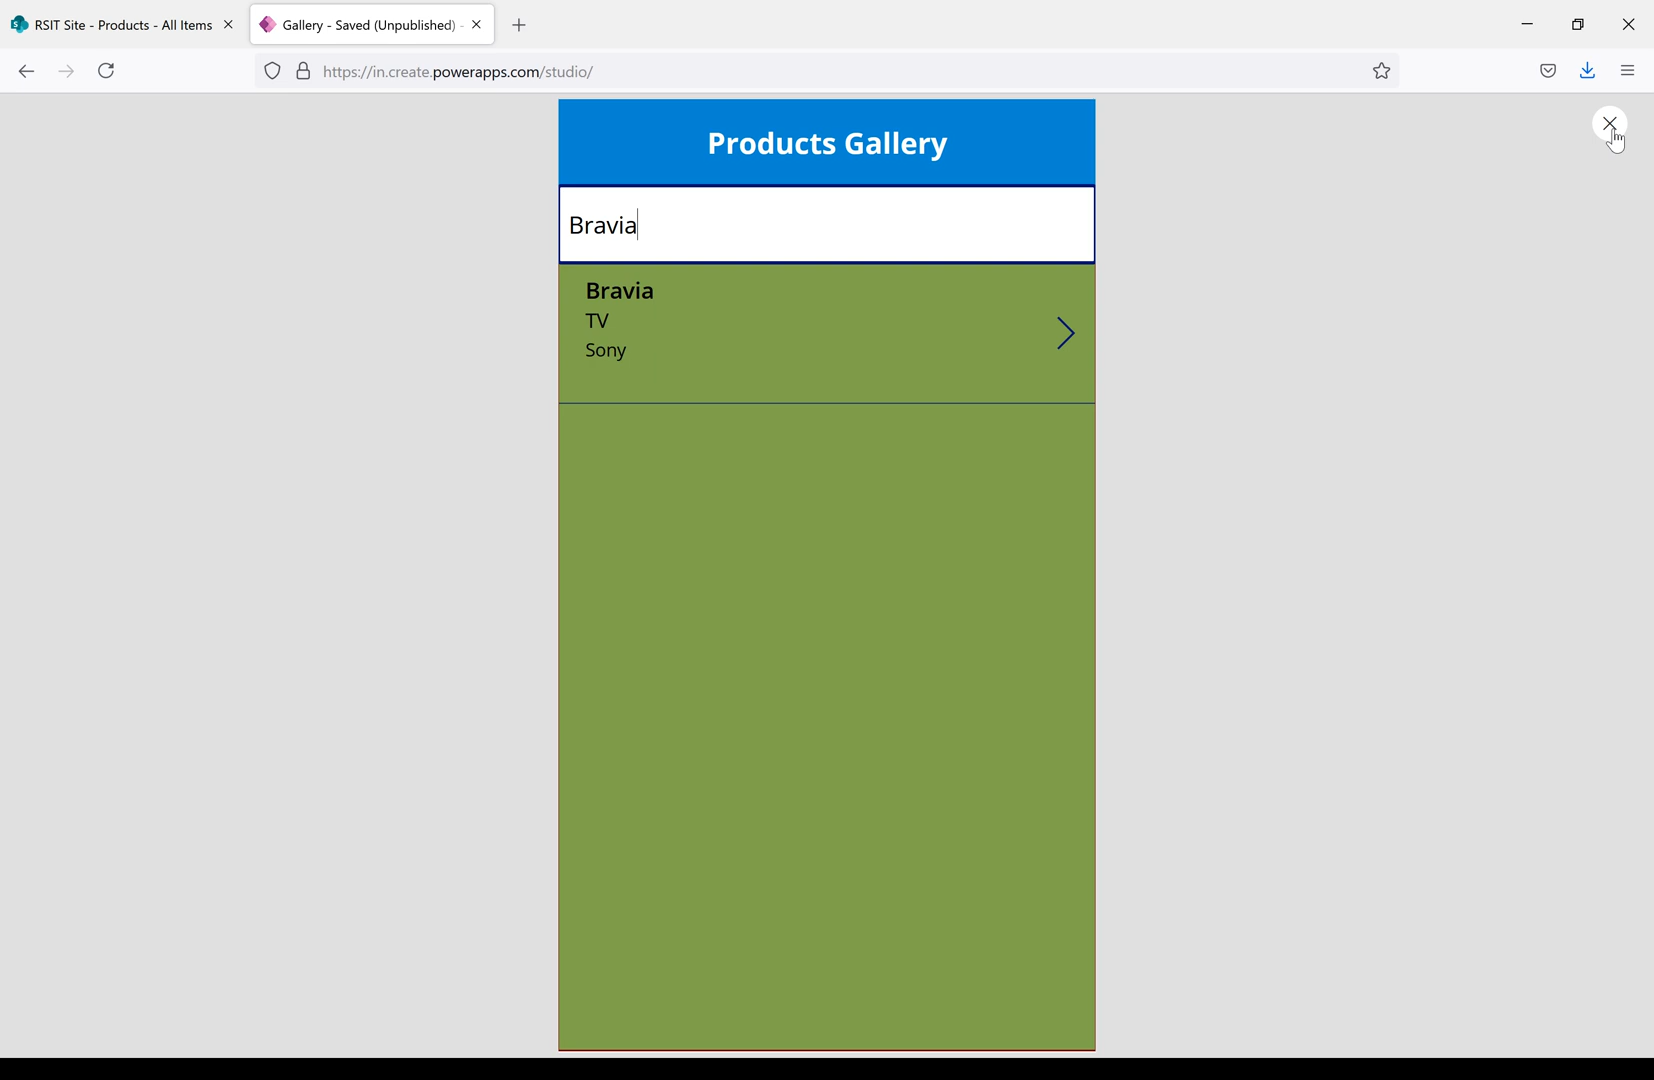 RSIT Site - Products - All Items
Gallery - Saved (Unpublished) -
https://in.create.powerapps.com/studio/
Products Gallery
Bravia
Bravia
TV
Sony